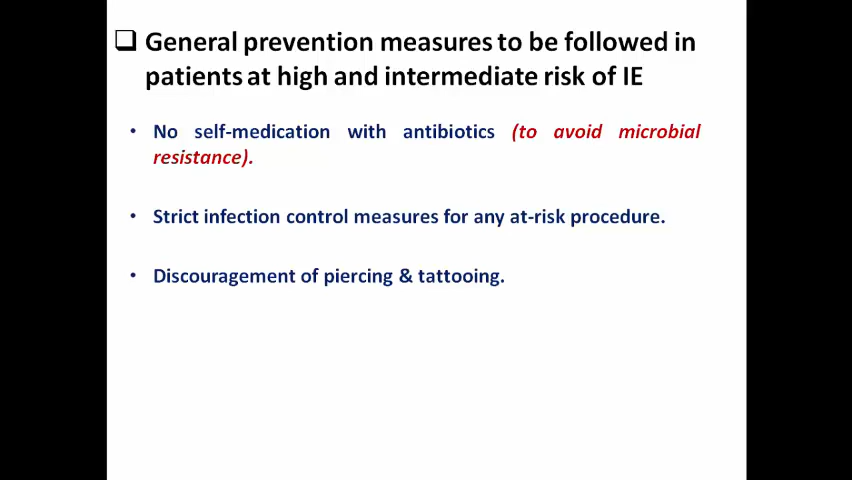 ❑ General prevention measures to be followed in
patients at high and intermediate risk of IE
• No self-medication with antibiotics (to avoid microbial
resistance).
• Strict infection control measures for any at-risk procedure.
• Discouragement of piercing & tattooing.